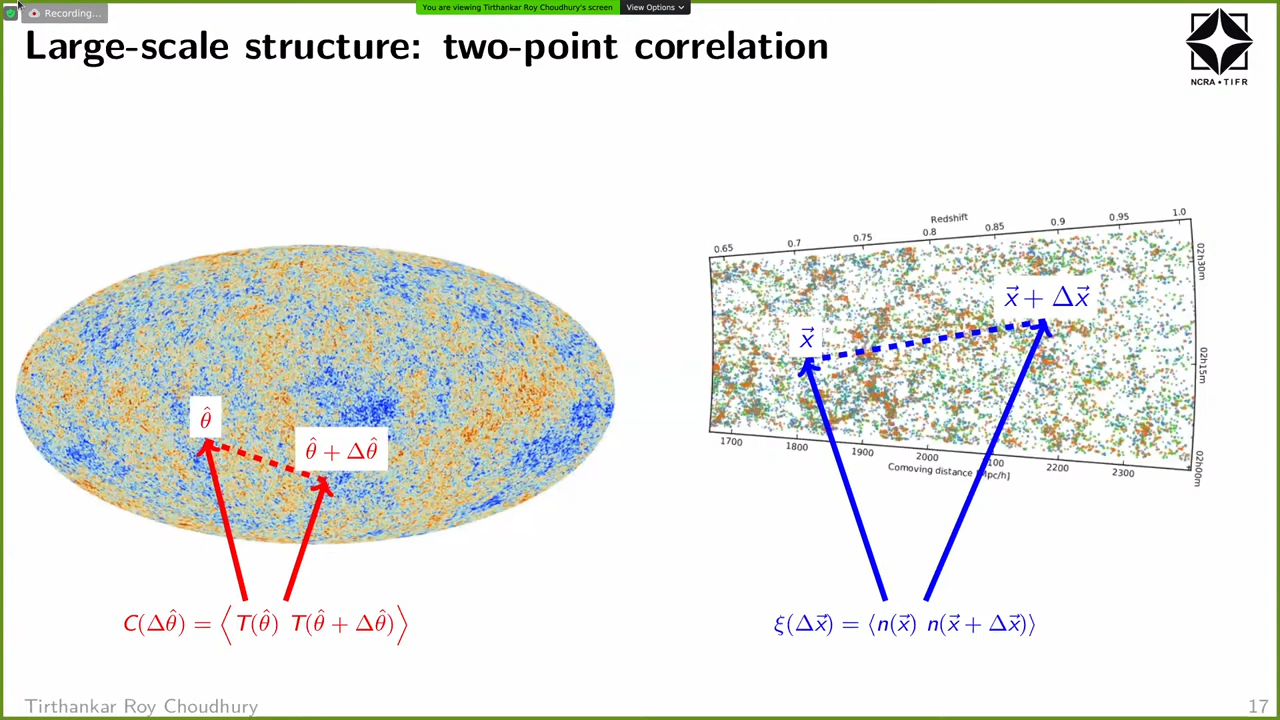 Recording...
You are viewing Tirthankar Roy Choudhury's screen
View Options
Large-scale structure: two-point correlation
NCRA • TIFR
Redshift
0.65 0.7 0.75 0.8 0.85 0.9 0.95 1.0
02h30m
02h15m
02h00m
x⃗ + Δx⃗
x⃗
θ̂
θ̂ + Δθ̂
1700 1800 1900 2000 2100 2200 2300
Comoving distance [Mpc/h]
C(Δθ̂) = ⟨T(θ̂) T(θ̂ + Δθ̂)⟩
ξ(Δx⃗) = ⟨n(x⃗) n(x⃗ + Δx⃗)⟩
Tirthankar Roy Choudhury
17